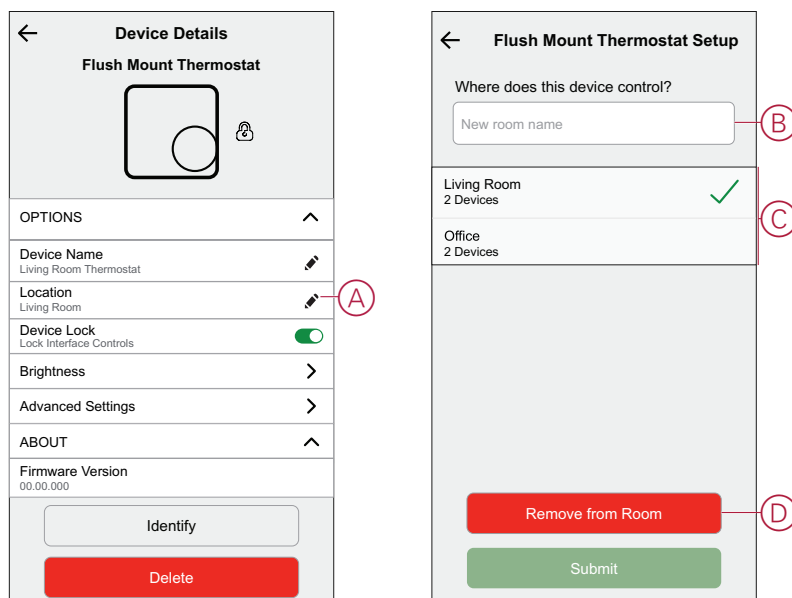 Device Details
Flush Mount Thermostat
OPTIONS
Device Name
Living Room Thermostat
Location
Living Room
A
Device Lock
Lock Interface Controls
Brightness
Advanced Settings
ABOUT
Firmware Version
00.00.000
Identify
Delete
Flush Mount Thermostat Setup
Where does this device control?
New room name
B
Living Room
2 Devices
C
Office
2 Devices
Remove from Room
D
Submit